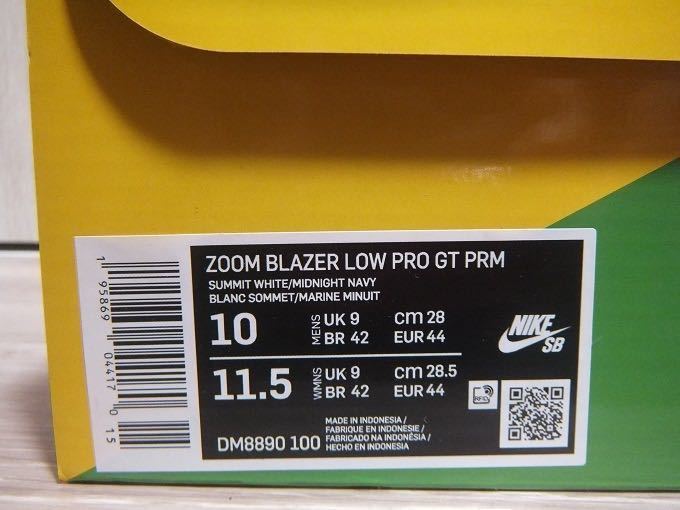 ZOOM BLAZER LOW PRO GT PRM
SUMMIT WHITE/MIDNIGHT NAVY
BLANC SOMMET/MARINE MINUIT
10 MENS UK 9 cm 28
BR 42 EUR 44
11.5 WMNS UK 9 cm 28.5
BR 42 EUR 44
NIKE
SB
RFID
DM8890 100
MADE IN INDONESIA /
FABRIQUE EN INDONESIE /
FABRICADO NA INDONÉSIA /
HECHO EN INDONESIA
1 95869 04417 0 15